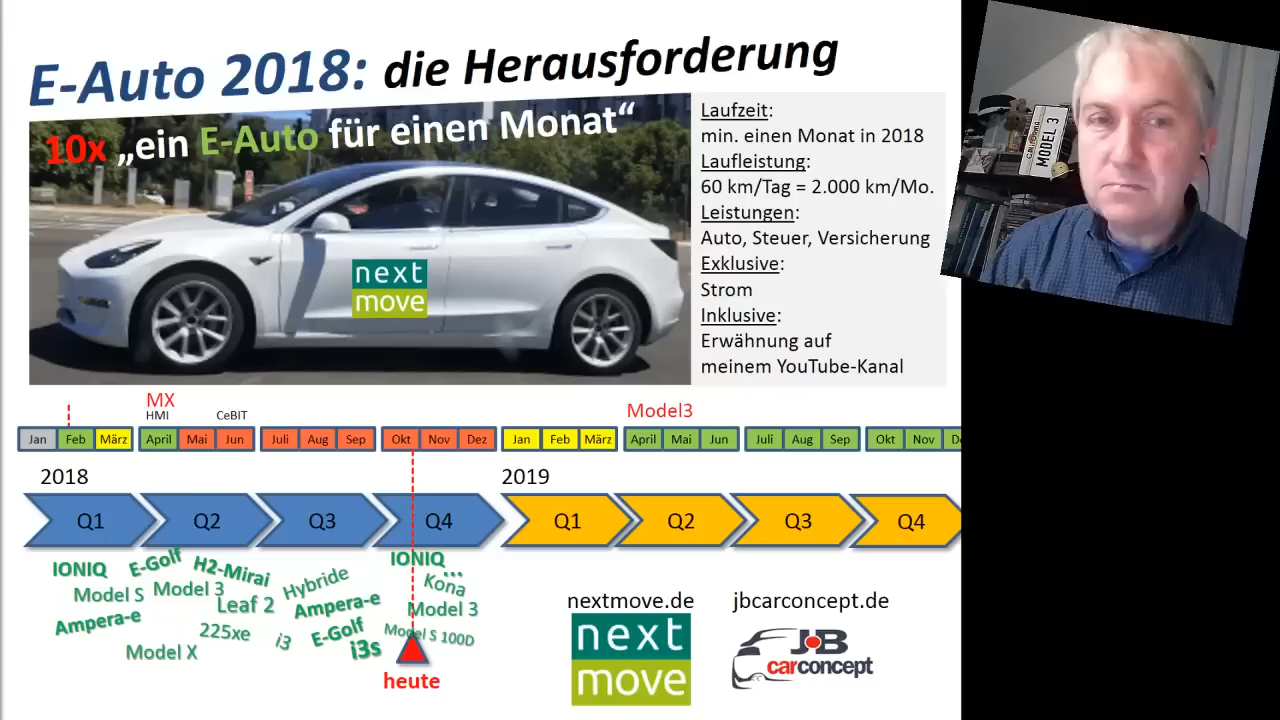 E-Auto 2018: die Herausforderung
10x „ein E-Auto für einen Monat“
next
move
Laufzeit:
min. einen Monat in 2018
Laufleistung:
60 km/Tag = 2.000 km/Mo.
Leistungen:
Auto, Steuer, Versicherung
Exklusive:
Strom
Inklusive:
Erwähnung auf
meinem YouTube-Kanal
MODEL 3
MX
HMI CeBIT
Model3
Jan Feb März April Mai Jun Juli Aug Sep Okt Nov Dez Jan Feb März April Mai Jun Juli Aug Sep Okt Nov
2018 2019
Q1 Q2 Q3 Q4 Q1 Q2 Q3 Q4
IONIQ E-Golf H2-Mirai Hybride IONIQ ...
Model S Model 3 Leaf 2 Ampera-e Kona
Ampera-e 225xe i3 E-Golf Model 3
Model X i3s Model S 100D
heute
nextmove.de
next
move
jbcarconcept.de
J B
carconcept